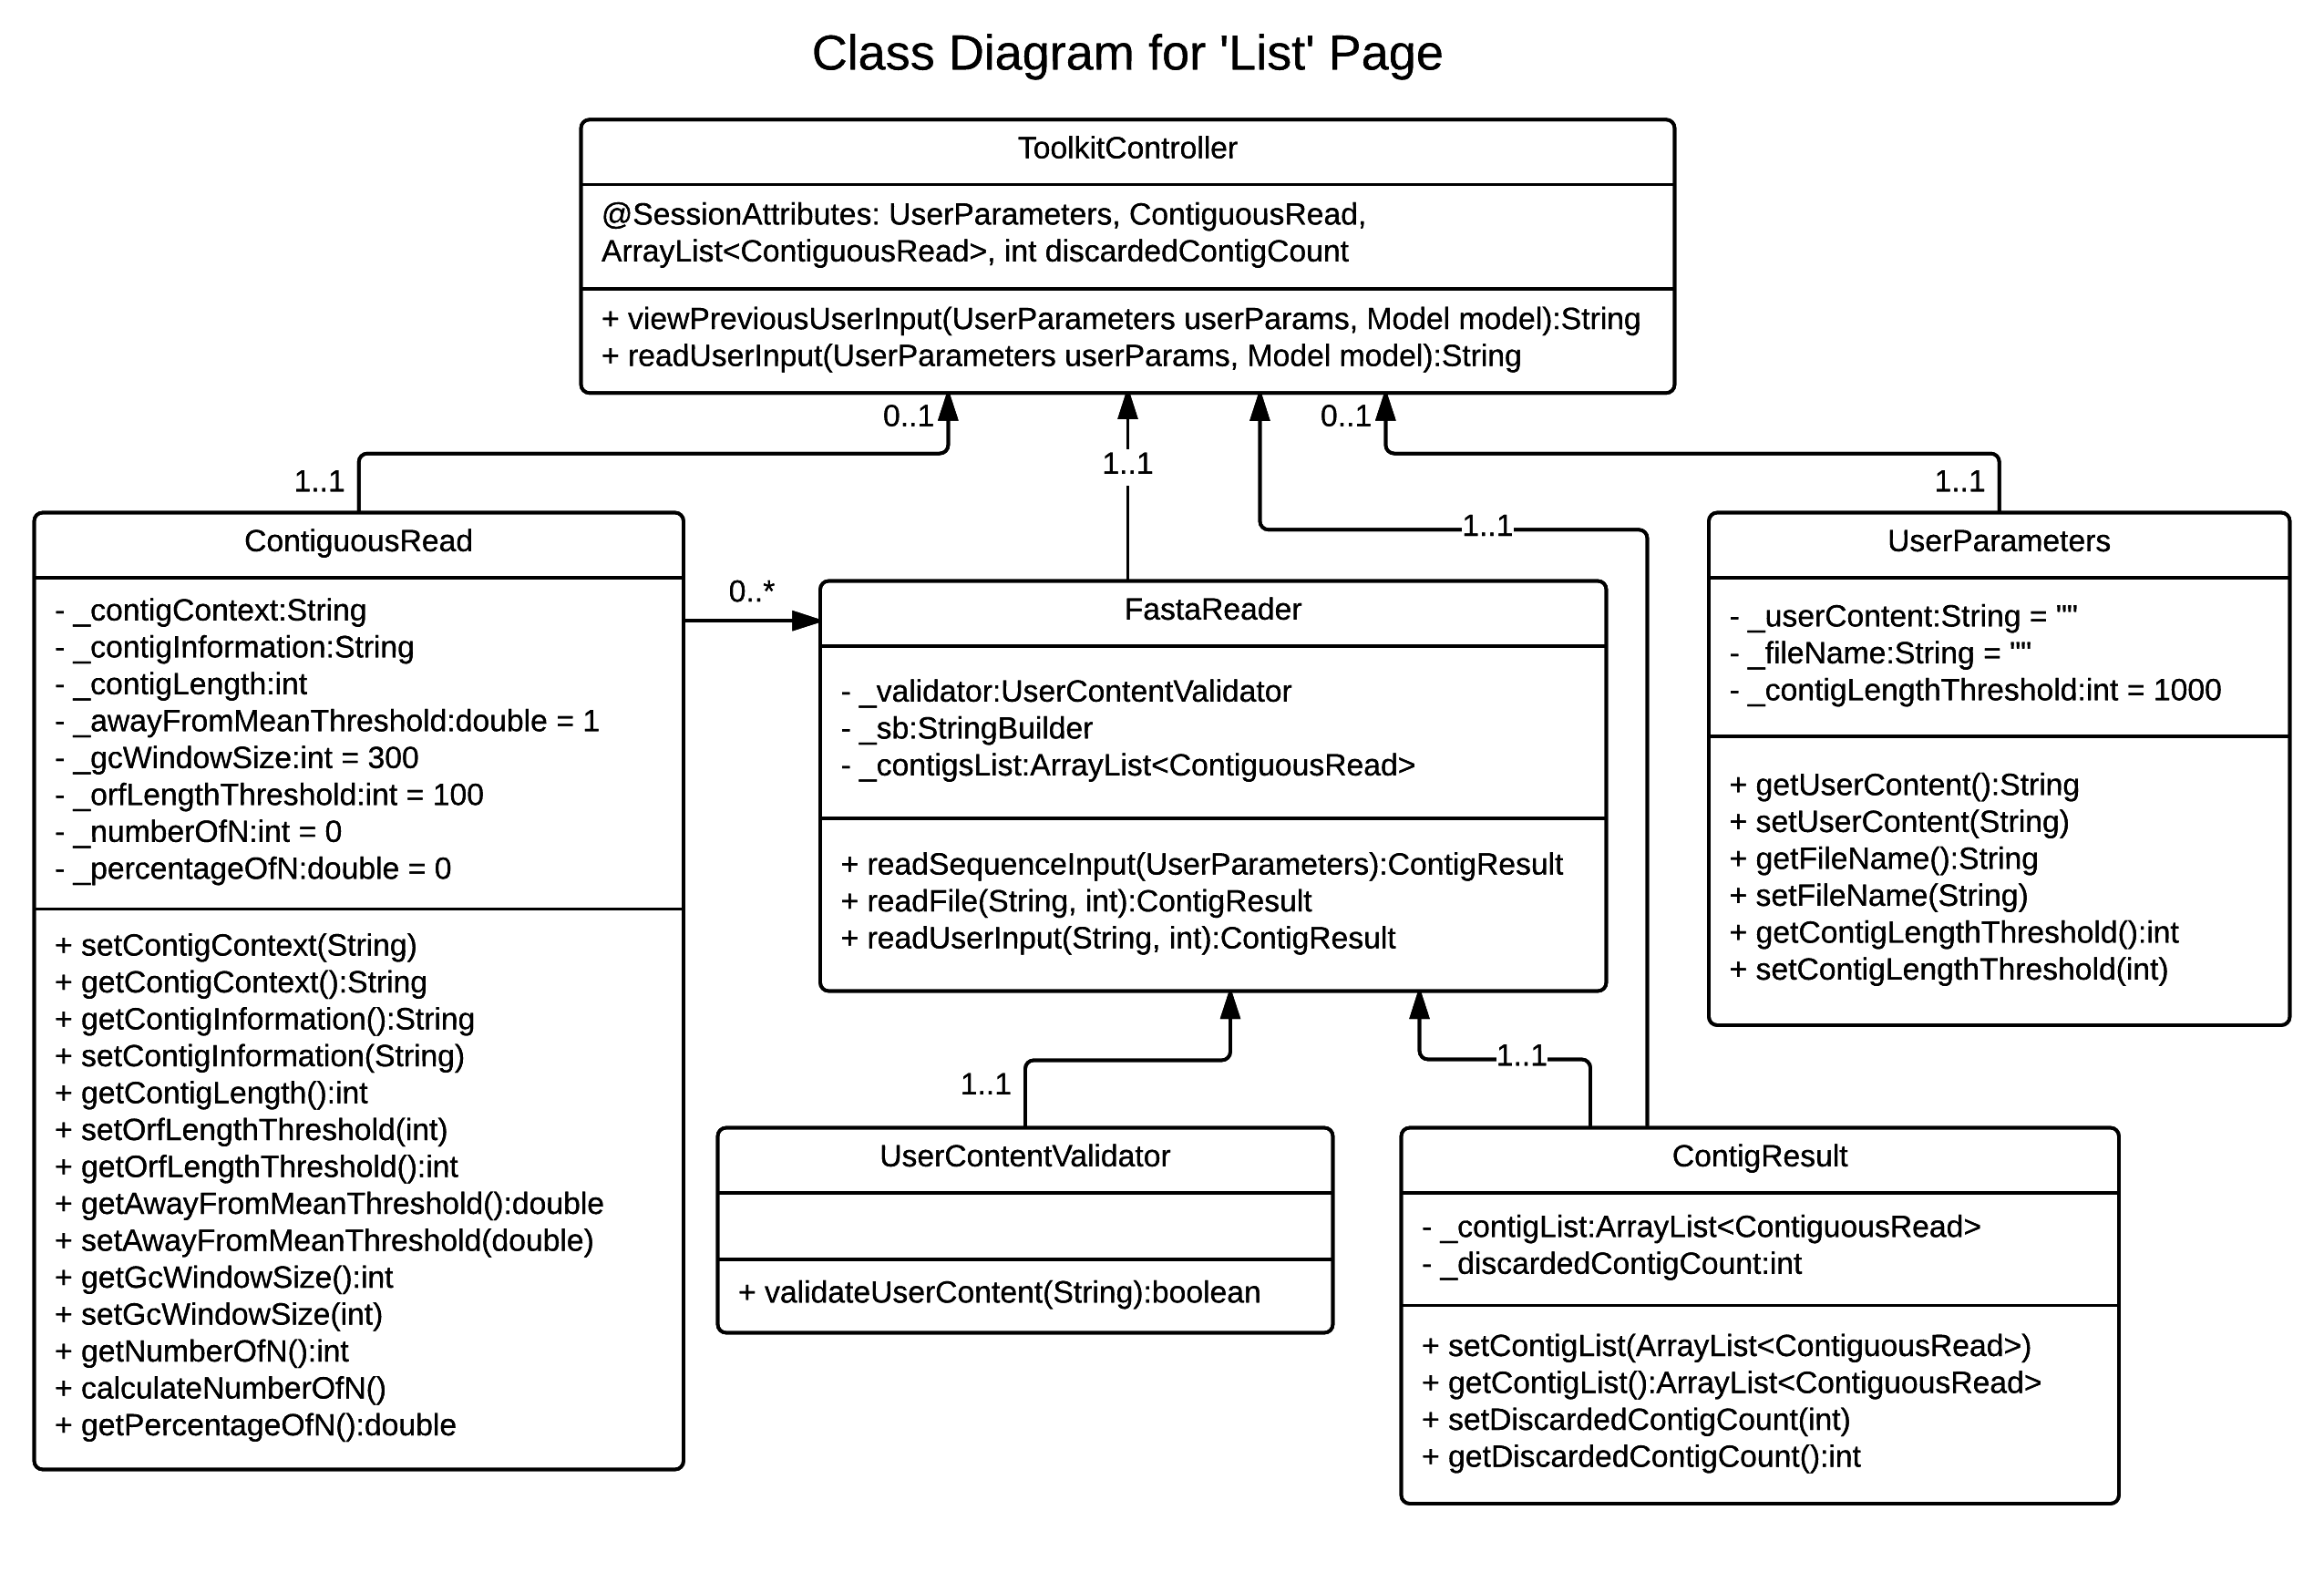 Class Diagram for 'List' Page
ToolkitController
@SessionAttributes: UserParameters, ContiguousRead,
ArrayList<ContiguousRead>, int discardedContigCount
+ viewPreviousUserInput(UserParameters userParams, Model model):String
+ readUserInput(UserParameters userParams, Model model):String
0..1
0..1
1..1
1..1
1..1
1..1
ContiguousRead
- _contigContext:String
- _contigInformation:String
- _contigLength:int
- _awayFromMeanThreshold:double = 1
- _gcWindowSize:int = 300
- _orfLengthThreshold:int = 100
- _numberOfN:int = 0
- _percentageOfN:double = 0
+ setContigContext(String)
+ getContigContext():String
+ getContigInformation():String
+ setContigInformation(String)
+ getContigLength():int
+ setOrfLengthThreshold(int)
+ getOrfLengthThreshold():int
+ getAwayFromMeanThreshold():double
+ setAwayFromMeanThreshold(double)
+ getGcWindowSize():int
+ setGcWindowSize(int)
+ getNumberOfN():int
+ calculateNumberOfN()
+ getPercentageOfN():double
0..*
FastaReader
- _validator:UserContentValidator
- _sb:StringBuilder
- _contigsList:ArrayList<ContiguousRead>
+ readSequenceInput(UserParameters):ContigResult
+ readFile(String, int):ContigResult
+ readUserInput(String, int):ContigResult
UserParameters
- _userContent:String = ""
- _fileName:String = ""
- _contigLengthThreshold:int = 1000
+ getUserContent():String
+ setUserContent(String)
+ getFileName():String
+ setFileName(String)
+ getContigLengthThreshold():int
+ setContigLengthThreshold(int)
1..1
1..1
UserContentValidator
+ validateUserContent(String):boolean
ContigResult
- _contigList:ArrayList<ContiguousRead>
- _discardedContigCount:int
+ setContigList(ArrayList<ContiguousRead>)
+ getContigList():ArrayList<ContiguousRead>
+ setDiscardedContigCount(int)
+ getDiscardedContigCount():int